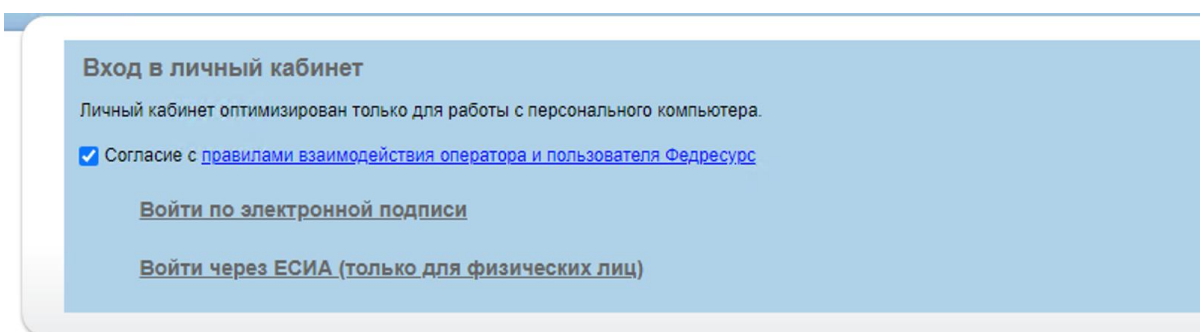 Вход в личный кабинет
Личный кабинет оптимизирован только для работы с персонального компьютера.
Согласие с правилами взаимодействия оператора и пользователя Федресурс
Войти по электронной подписи
Войти через ЕСИА (только для физических лиц)